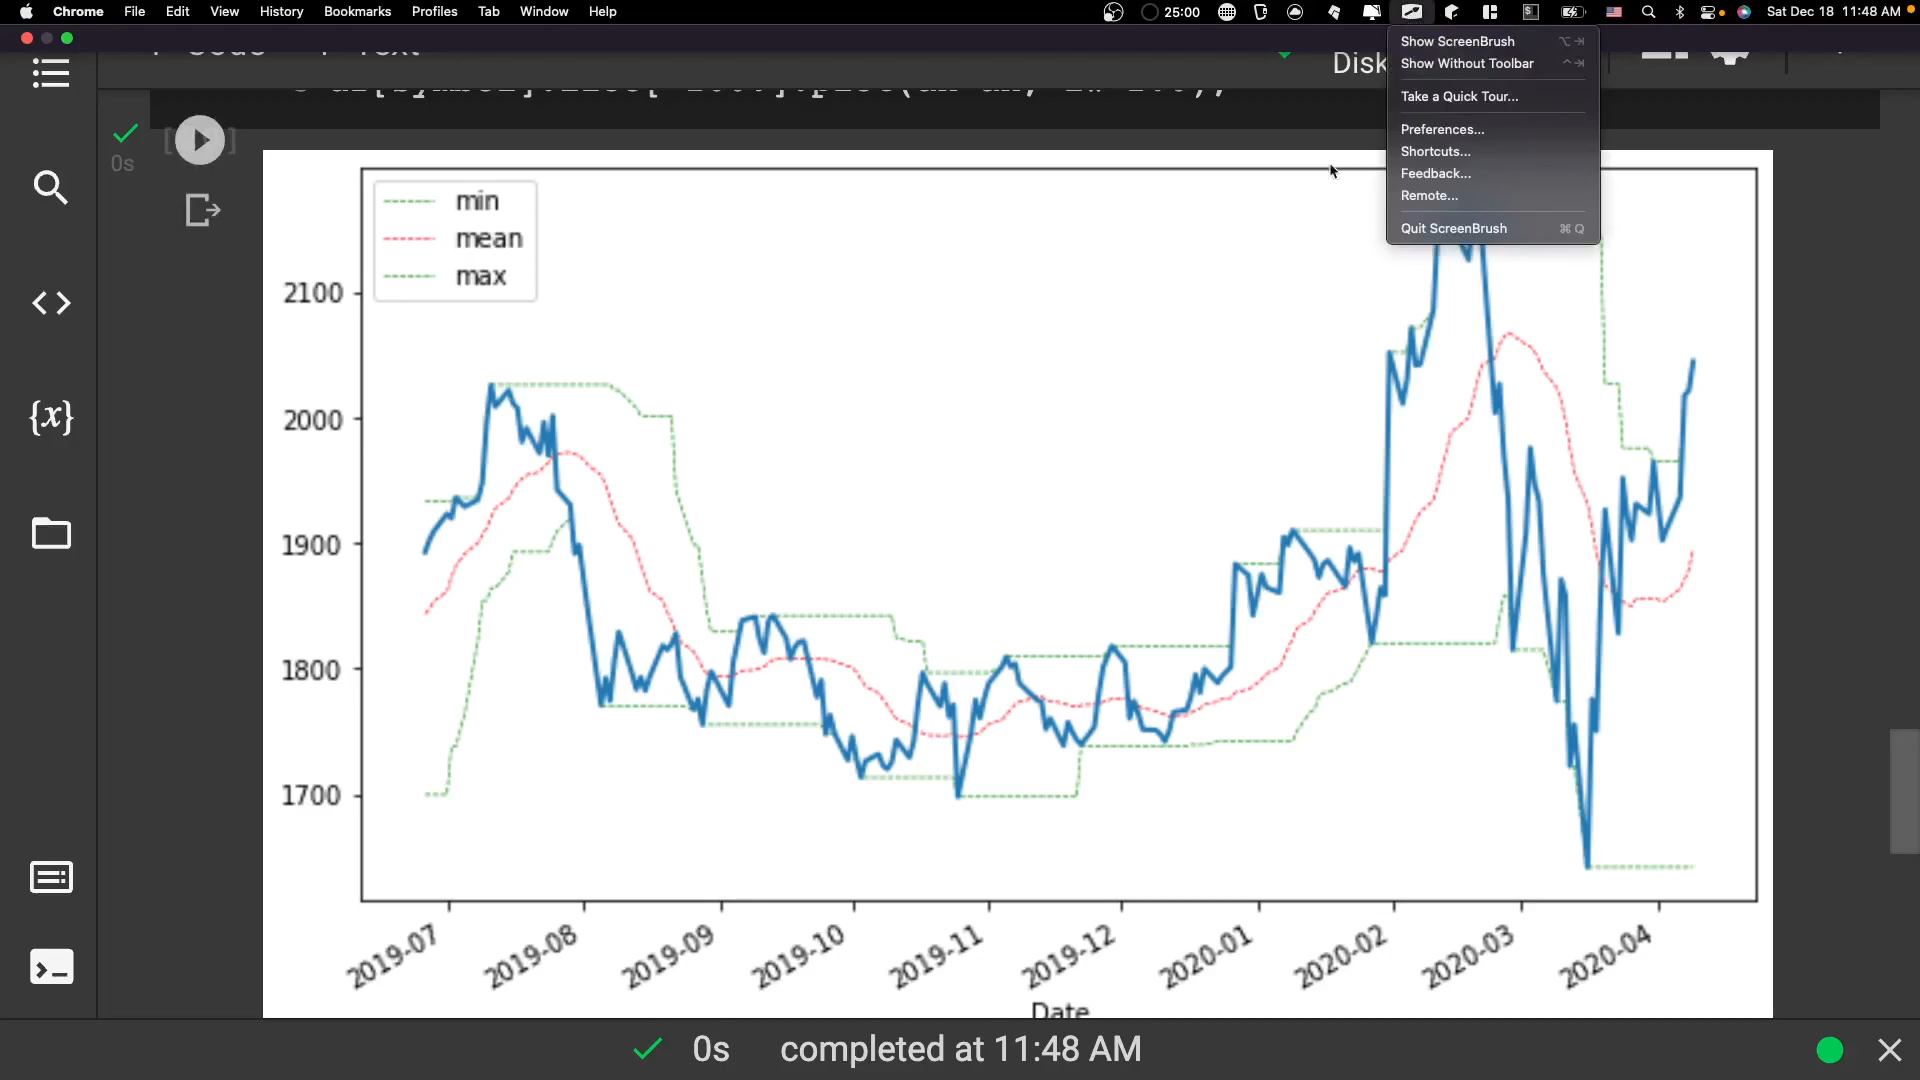 Chrome File Edit View History Bookmarks Profiles Tab Window Help 25:00 Sat Dec 18 11:48 AM
Show ScreenBrush
Show Without Toolbar
Take a Quick Tour...
Preferences...
Shortcuts...
Feedback...
Remote...
Quit ScreenBrush ⌘ Q
+ Code + Text
Disk
0s
min
mean
max
2100
2000
1900
1800
1700
2019-07 2019-08 2019-09 2019-10 2019-11 2019-12 2020-01 2020-02 2020-03 2020-04
Date
0s completed at 11:48 AM